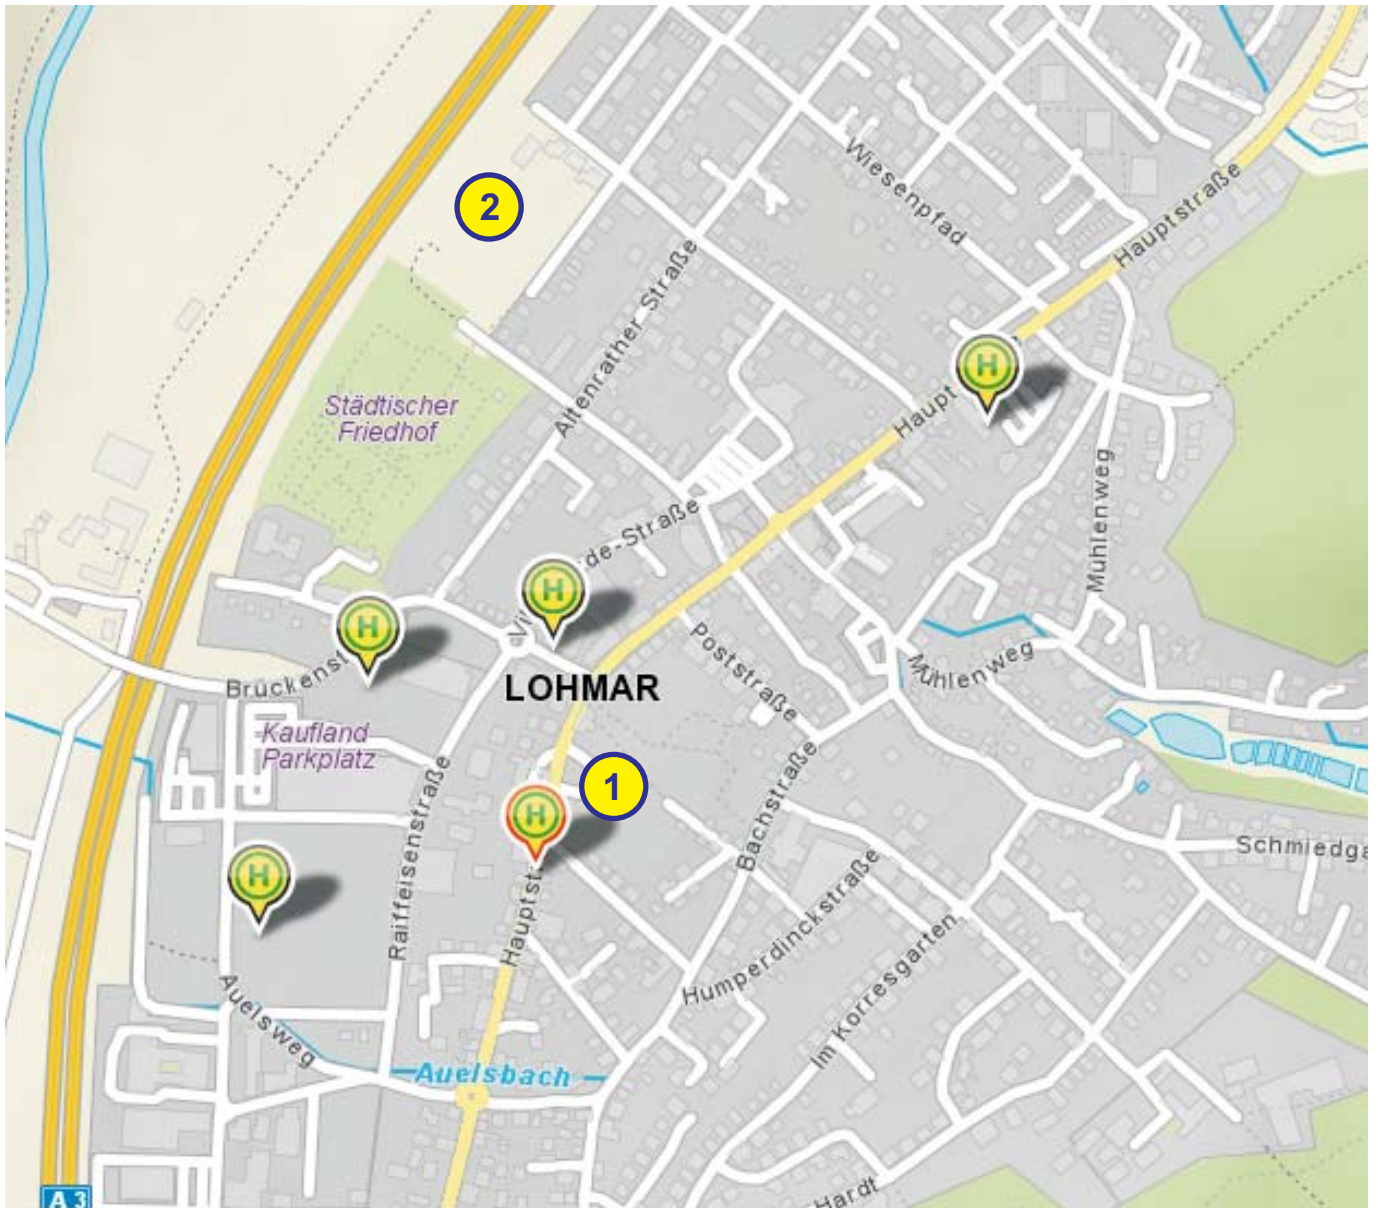 2
Wiesenpfad
Hauptstraße
Altenrather Straße
Städtischer
Friedhof
H
Haupt
Mühlenweg
de-Straße
H
H
Vi
Poststraße
Mühlenweg
Brückenst
LOHMAR
Kaufland
Parkplatz
1
H
Bachstraße
Raiffeisenstraße
Schmiedga
H
Hauptst
Humperdinckstraße
Im Korresgarten
Auelsweg
Auelsbach
A 3
Hardt